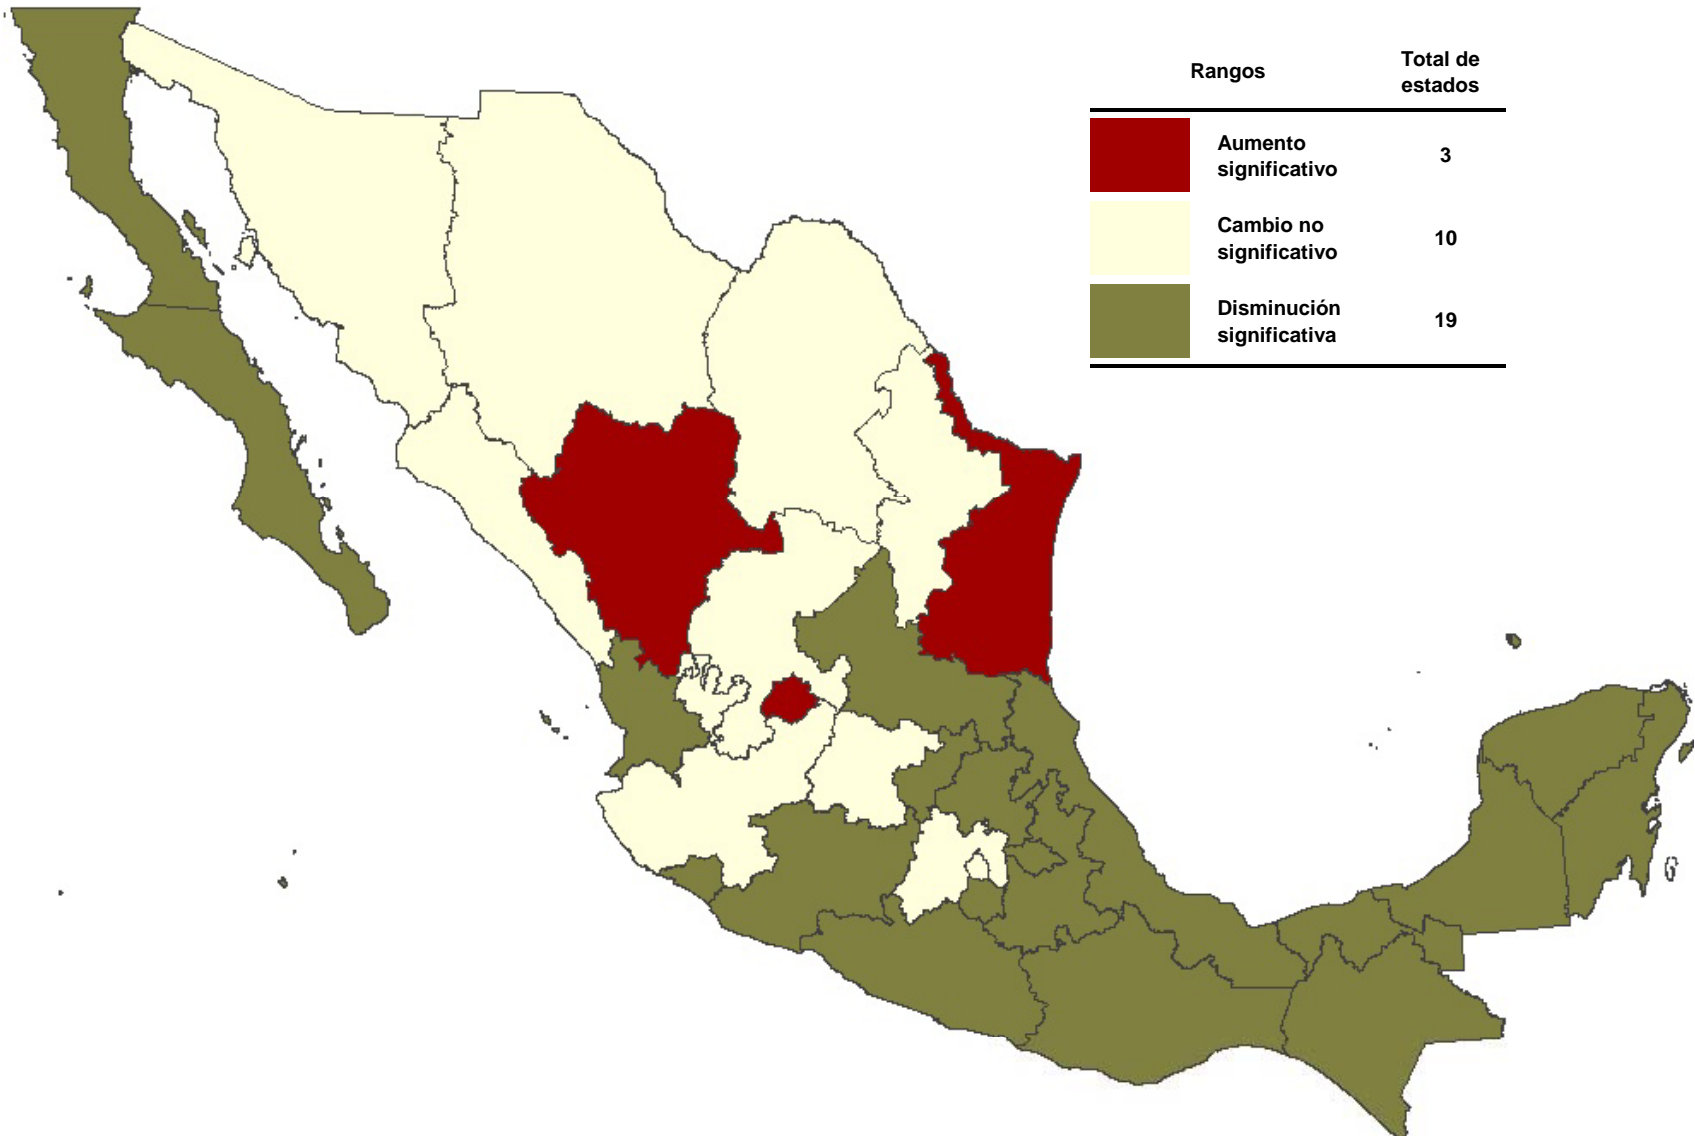 Rangos
Total de
estados
Aumento
significativo
3
Cambio no
significativo
10
Disminución
significativa
19